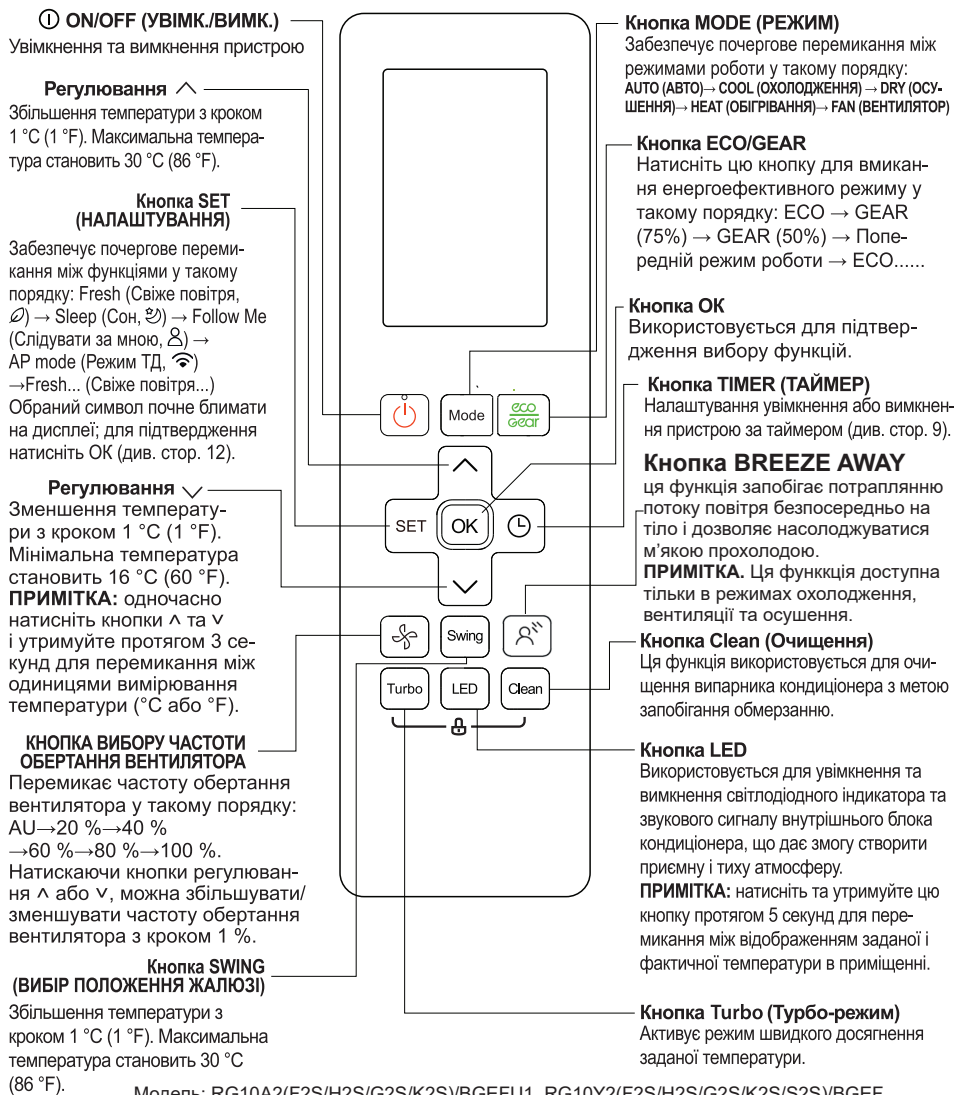 ON/OFF (УВІМК./ВИМК.)
Увімкнення та вимкнення пристрою
Регулювання ㅅ
Збільшення температури з кроком
1 °C (1 °F). Максимальна темпера-
тура становить 30 °C (86 °F).
Кнопка SET
(НАЛАШТУВАННЯ)
Забезпечує почергове переми-
кання між функціями у такому
порядку: Fresh (Свіже повітря,
) → Sleep (Сон, ) → Follow Me
(Слідувати за мною, ) →
AP mode (Режим ТД, )
→Fresh... (Свіже повітря...)
Обраний символ почне блимати
на дисплеї; для підтвердження
натисніть ОК (див. стор. 12).
Регулювання ∨
Зменшення температу-
ри з кроком 1 °C (1 °F).
Мінімальна температура
становить 16 °C (60 °F).
ПРИМІТКА: одночасно
натисніть кнопки ʌ та v
і утримуйте протягом 3 се-
кунд для перемикання між
одиницями вимірювання
температури (°C або °F).
КНОПКА ВИБОРУ ЧАСТОТИ
ОБЕРТАННЯ ВЕНТИЛЯТОРА
Перемикає частоту обертання
вентилятора у такому порядку:
AU→20 %→40 %
→60 %→80 %→100 %.
Натискаючи кнопки регулюван-
ня ʌ або v, можна збільшувати/
зменшувати частоту обертання
вентилятора з кроком 1 %.
Кнопка SWING
(ВИБІР ПОЛОЖЕННЯ ЖАЛЮЗІ)
Збільшення температури з
кроком 1 °C (1 °F). Максимальна
температура становить 30 °C
(86 °F).
Mode
eco
Gear
SET
OK
Swing
Turbo
LED
Clean
Кнопка MODE (РЕЖИМ)
Забезпечує почергове перемикання між
режимами роботи у такому порядку:
AUTO (АВТО)→ COOL (ОХОЛОДЖЕННЯ) → DRY (ОСУ-
ШЕННЯ)→ HEAT (ОБІГРІВАННЯ)→ FAN (ВЕНТИЛЯТОР)
Кнопка ECO/GEAR
Натисніть цю кнопку для вмикан-
ня енергоефективного режиму у
такому порядку: ECO → GEAR
(75%) → GEAR (50%) → Попе-
редній режим роботи → ECO......
Кнопка ОК
Використовується для підтвер-
дження вибору функцій.
Кнопка TIMER (ТАЙМЕР)
Налаштування увімкнення або вимкнен-
ня пристрою за таймером (див. стор. 9).
Кнопка BREEZE AWAY
ця функція запобігає потраплянню
потоку повітря безпосередньо на
тіло і дозволяє насолоджуватися
м’якою прохолодою.
ПРИМІТКА. Ця функкція доступна
тільки в режимах охолодження,
вентиляції та осушення.
Кнопка Clean (Очищення)
Ця функція використовується для очи-
щення випарника кондиціонера з метою
запобігання обмерзанню.
Кнопка LED
Використовується для увімкнення та
вимкнення світлодіодного індикатора та
звукового сигналу внутрішнього блока
кондиціонера, що дає змогу створити
приємну і тиху атмосферу.
ПРИМІТКА: натисніть та утримуйте цю
кнопку протягом 5 секунд для пере-
микання між відображенням заданої і
фактичної температури в приміщенні.
Кнопка Turbo (Турбо-режим)
Активує режим швидкого досягнення
заданої температури.
Модель: RG10A2(F2S/H2S/G2S/K2S)/BGEFU1, RG10Y2(F2S/H2S/G2S/K2S/S2S)/BGEF